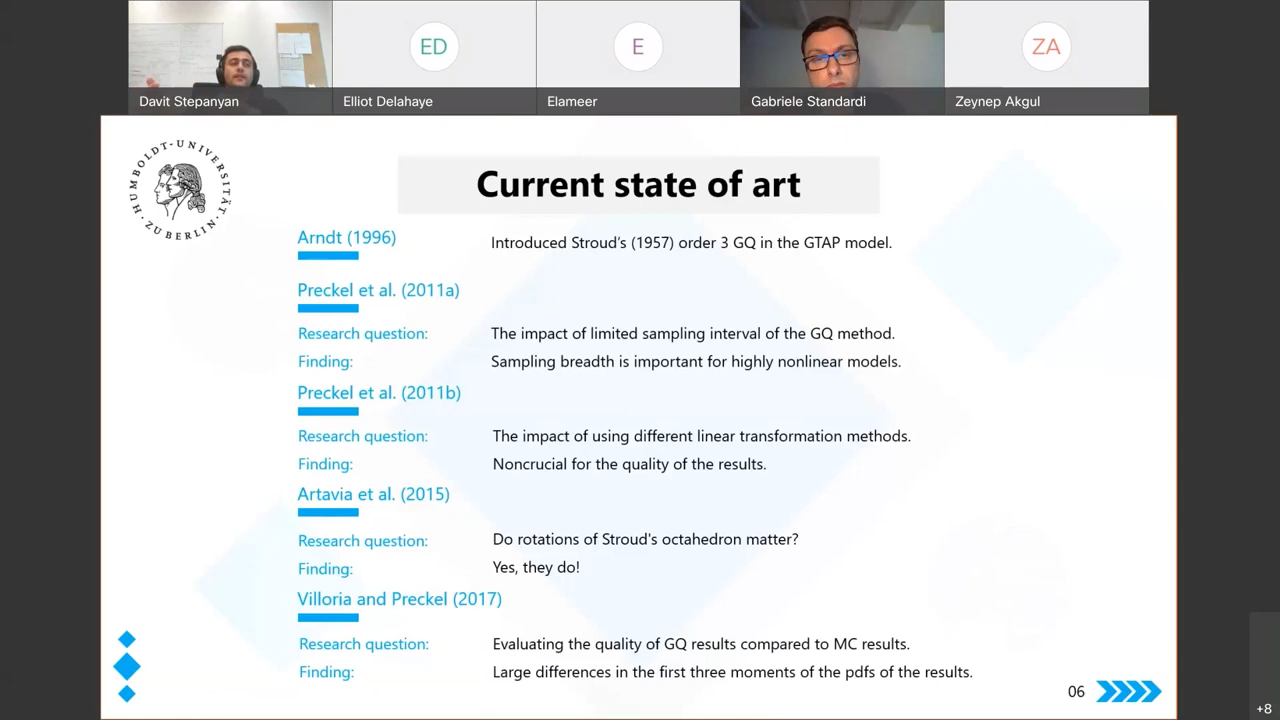 ED
E
ZA
Davit Stepanyan
Elliot Delahaye
Elameer
Gabriele Standardi
Zeynep Akgul
HUMBOLDT-UNIVERSITÄT
ZU BERLIN
Current state of art
Arndt (1996)
Introduced Stroud's (1957) order 3 GQ in the GTAP model.
Preckel et al. (2011a)
Research question: The impact of limited sampling interval of the GQ method.
Finding: Sampling breadth is important for highly nonlinear models.
Preckel et al. (2011b)
Research question: The impact of using different linear transformation methods.
Finding: Noncrucial for the quality of the results.
Artavia et al. (2015)
Research question: Do rotations of Stroud's octahedron matter?
Finding: Yes, they do!
Villoria and Preckel (2017)
Research question: Evaluating the quality of GQ results compared to MC results.
Finding: Large differences in the first three moments of the pdfs of the results.
06
+8